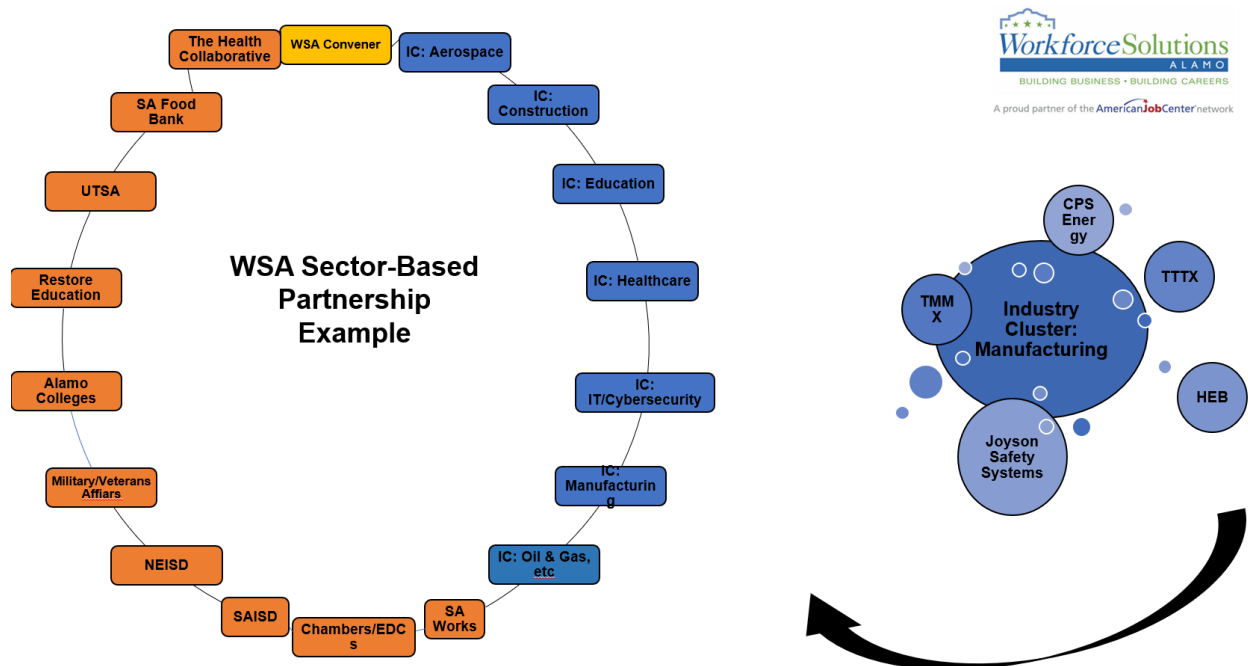 The Health
Collaborative
WSA Convener
IC: Aerospace
IC:
Construction
IC: Education
IC: Healthcare
IC:
IT/Cybersecurity
IC:
Manufacturin
g
IC: Oil & Gas,
etc
SA
Works
Chambers/EDC
s
SAISD
NEISD
Military/Veterans
Affiars
Alamo
Colleges
Restore
Education
UTSA
SA Food
Bank
WSA Sector-Based
Partnership
Example
WorkforceSolutions
ALAMO
BUILDING BUSINESS • BUILDING CAREERS
A proud partner of the AmericanJobCenter network
CPS
Ener
gy
TTTX
TMM
X
Industry
Cluster:
Manufacturing
HEB
Joyson
Safety
Systems